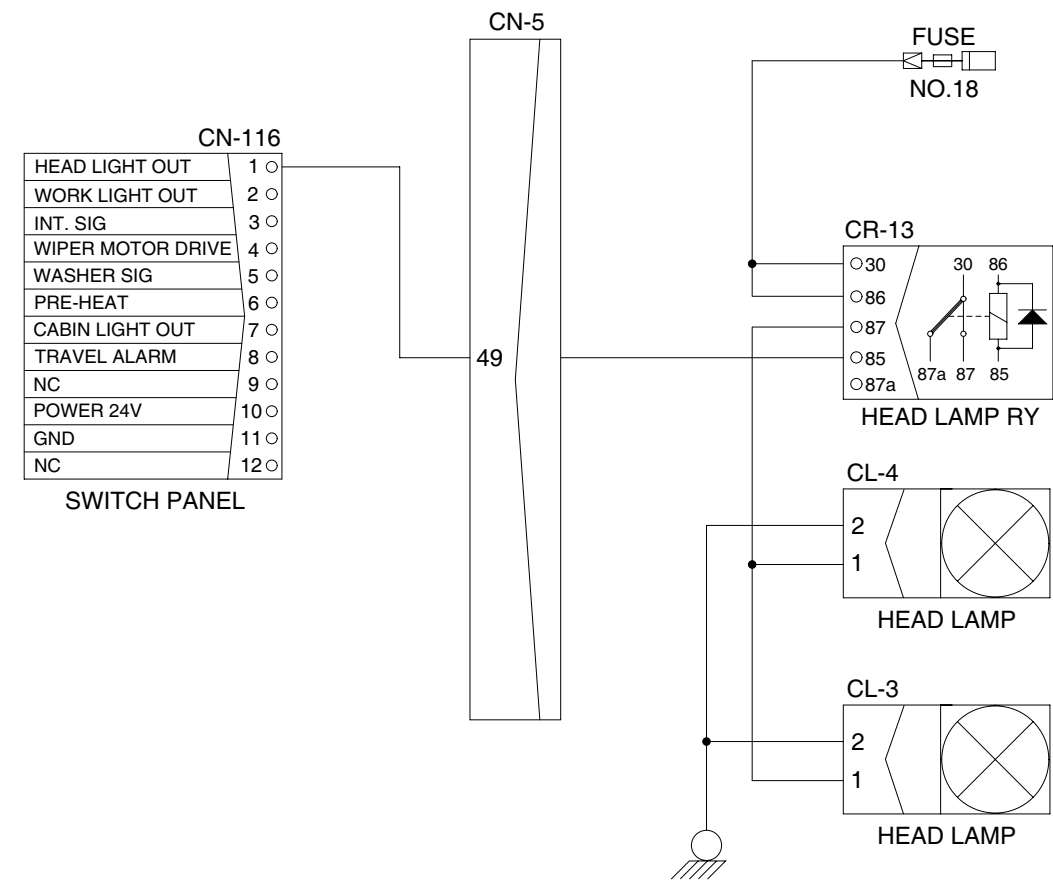 CN-5
FUSE
NO.18
CN-116
HEAD LIGHT OUT 1
WORK LIGHT OUT 2
INT. SIG 3
WIPER MOTOR DRIVE 4
WASHER SIG 5
PRE-HEAT 6
CABIN LIGHT OUT 7
TRAVEL ALARM 8
NC 9
POWER 24V 10
GND 11
NC 12
SWITCH PANEL
49
CR-13
30
86
87
85
87a
30 86
87a 87 85
HEAD LAMP RY
CL-4
2
1
HEAD LAMP
CL-3
2
1
HEAD LAMP